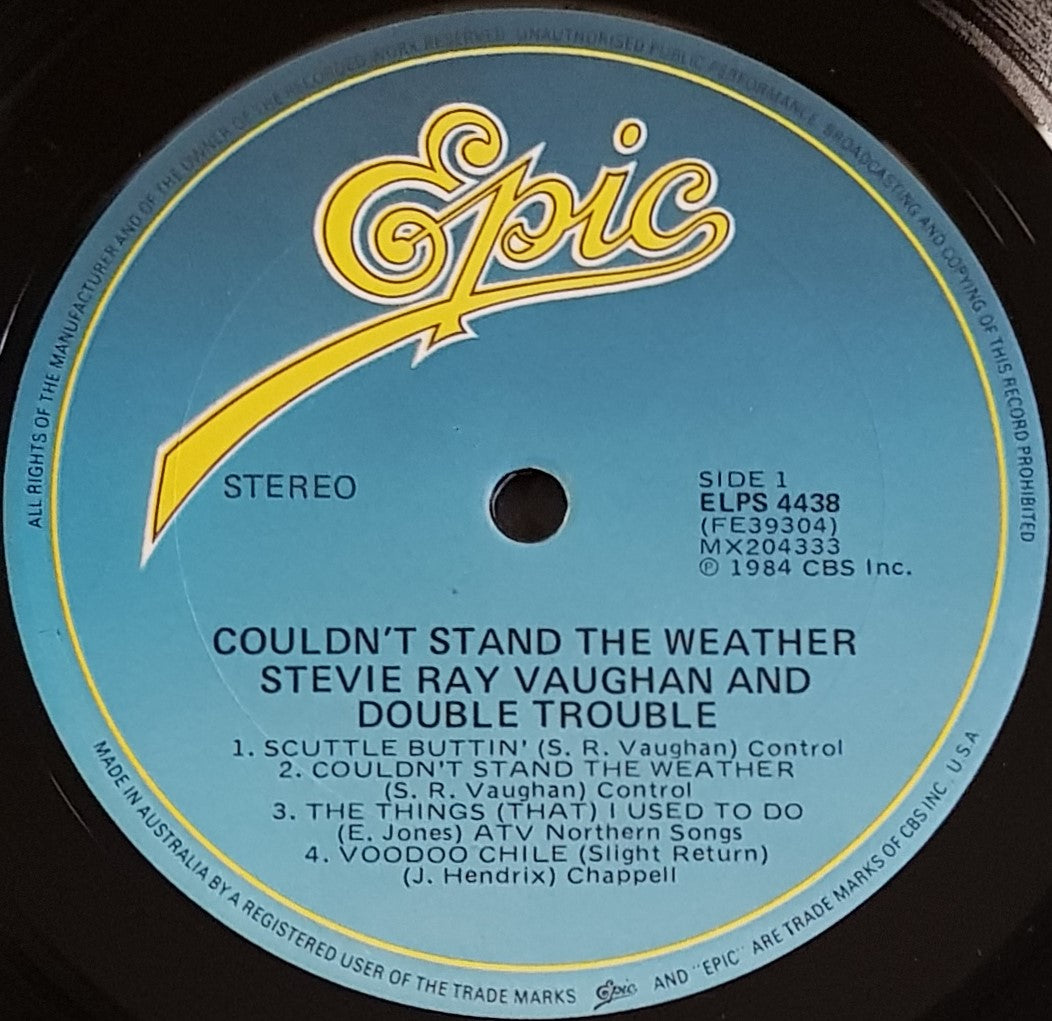 ALL RIGHTS OF THE MANUFACTURER AND OF THE OWNER OF THE RECORDED WORK RESERVED UNAUTHORISED PUBLIC PERFORMANCE BROADCASTING AND COPYING OF THIS RECORD PROHIBITED
Epic
STEREO
SIDE 1
ELPS 4438
(FE39304)
MX204333
℗ 1984 CBS Inc.
COULDN'T STAND THE WEATHER
STEVIE RAY VAUGHAN AND
DOUBLE TROUBLE
1. SCUTTLE BUTTIN' (S. R. Vaughan) Control
2. COULDN'T STAND THE WEATHER
(S. R. Vaughan) Control
3. THE THINGS (THAT) I USED TO DO
(E. Jones) ATV Northern Songs
4. VOODOO CHILE (Slight Return)
(J. Hendrix) Chappell
MADE IN AUSTRALIA BY A REGISTERED USER OF THE TRADE MARKS Epic AND "EPIC" ARE TRADE MARKS OF CBS INC. U.S.A